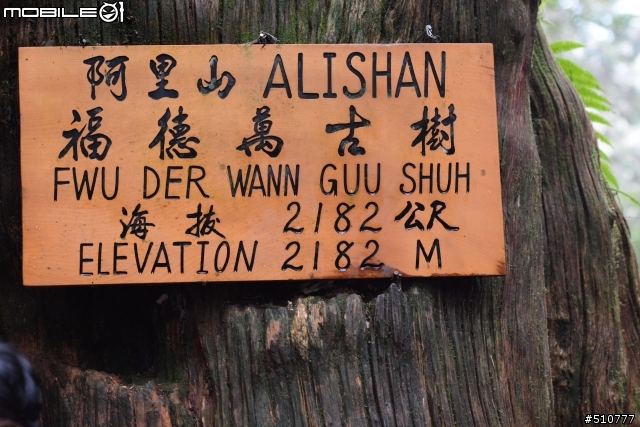 MOBILE01
阿里山 ALISHAN
福德萬古樹
FWU DER WANN GUU SHUH
海拔 2182 公尺
ELEVATION 2182 M
#510777